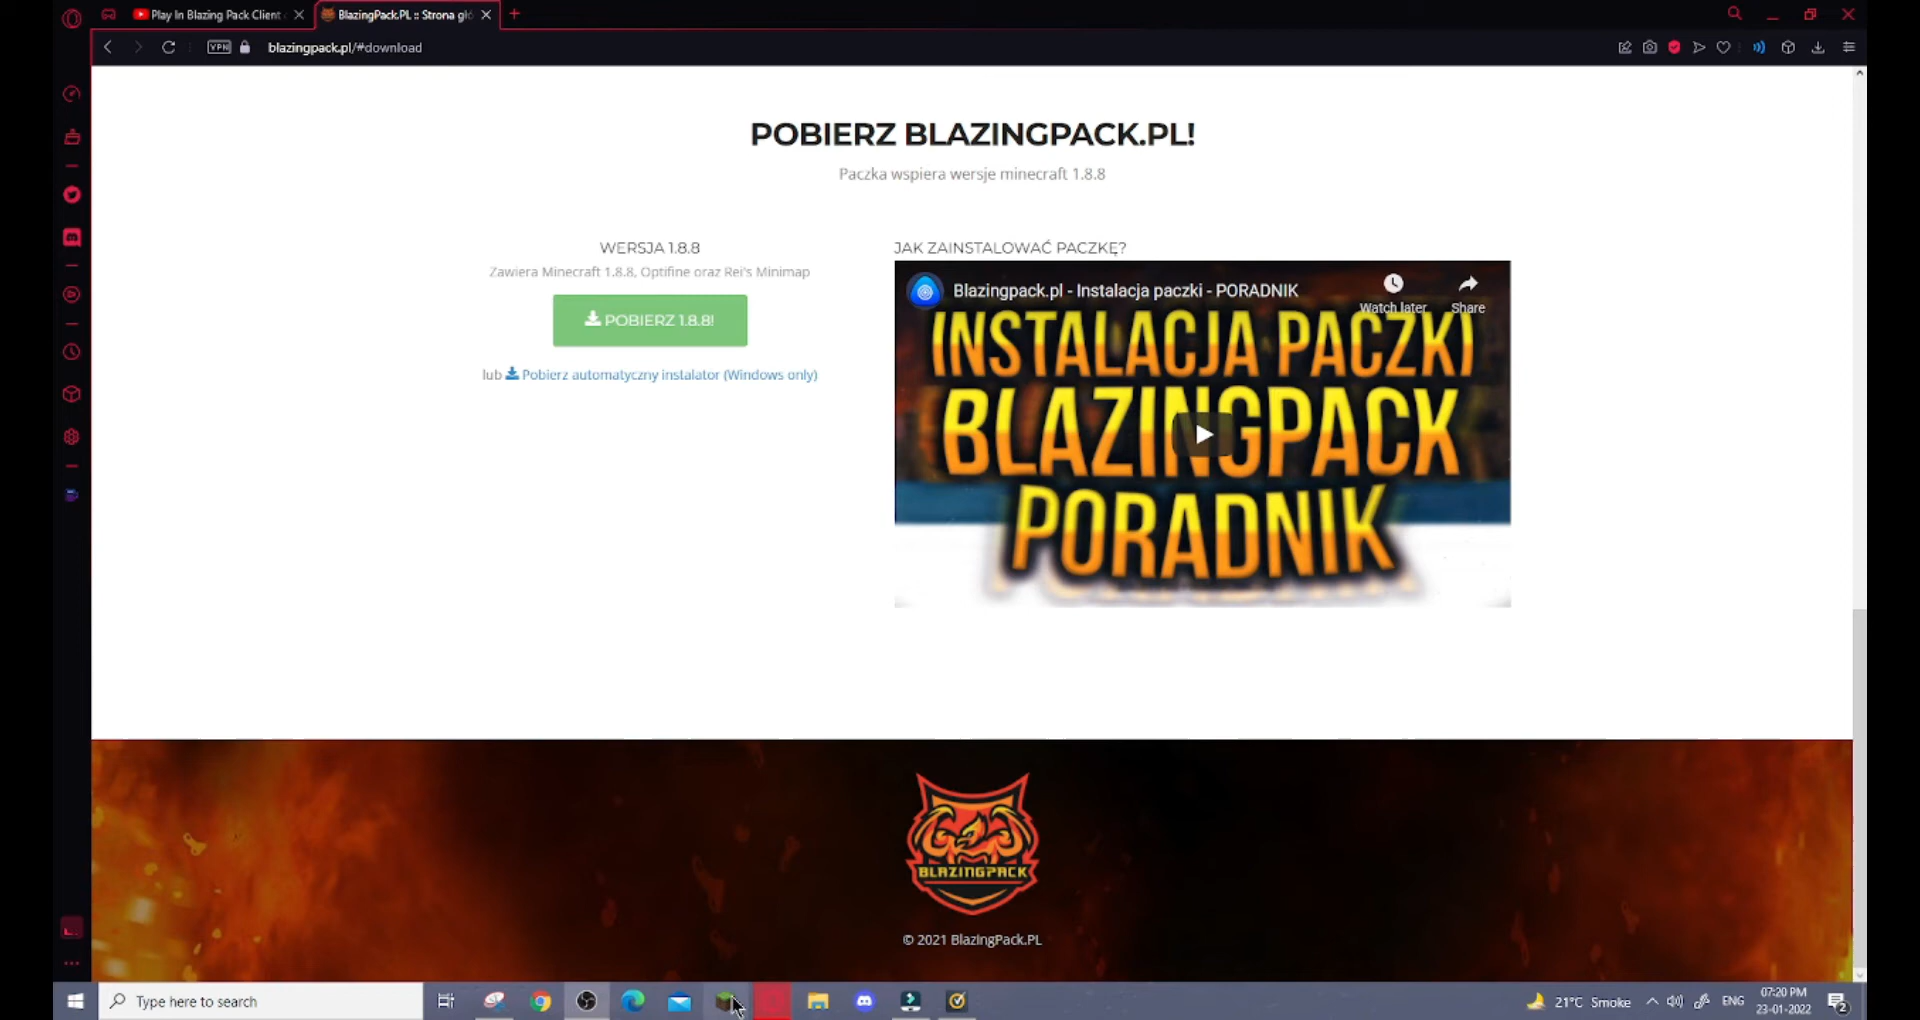 Play In Blazing Pack Client
BlazingPack.PL :: Strona głó
VPN
blazingpack.pl/#download
POBIERZ BLAZINGPACK.PL!
Paczka wspiera wersje minecraft 1.8.8
WERSJA 1.8.8
Zawiera Minecraft 1.8.8, Optifine oraz Rei's Minimap
POBIERZ 1.8.8!
lub Pobierz automatyczny instalator (Windows only)
JAK ZAINSTALOWAĆ PACZKĘ?
Blazingpack.pl - Instalacja paczki - PORADNIK
Watch later
Share
INSTALACJA PACZKI
BLAZINGPACK
PORADNIK
BLAZINGPACK
© 2021 BlazingPack.PL
Type here to search
21°C Smoke
ENG
07:20 PM
23-01-2022
2